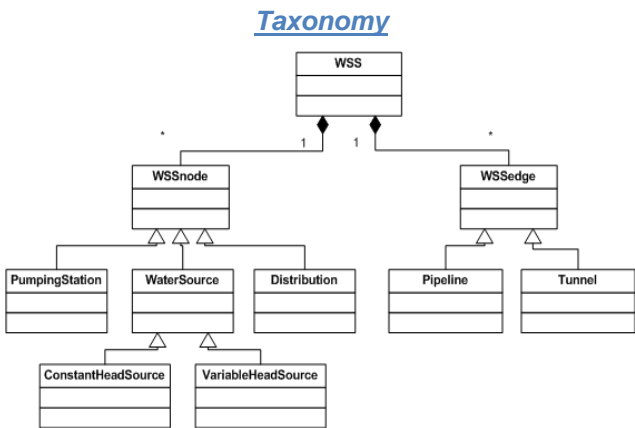 Taxonomy
WSS
* 1 1 *
WSSnode WSSedge
PumpingStation WaterSource Distribution Pipeline Tunnel
ConstantHeadSource VariableHeadSource